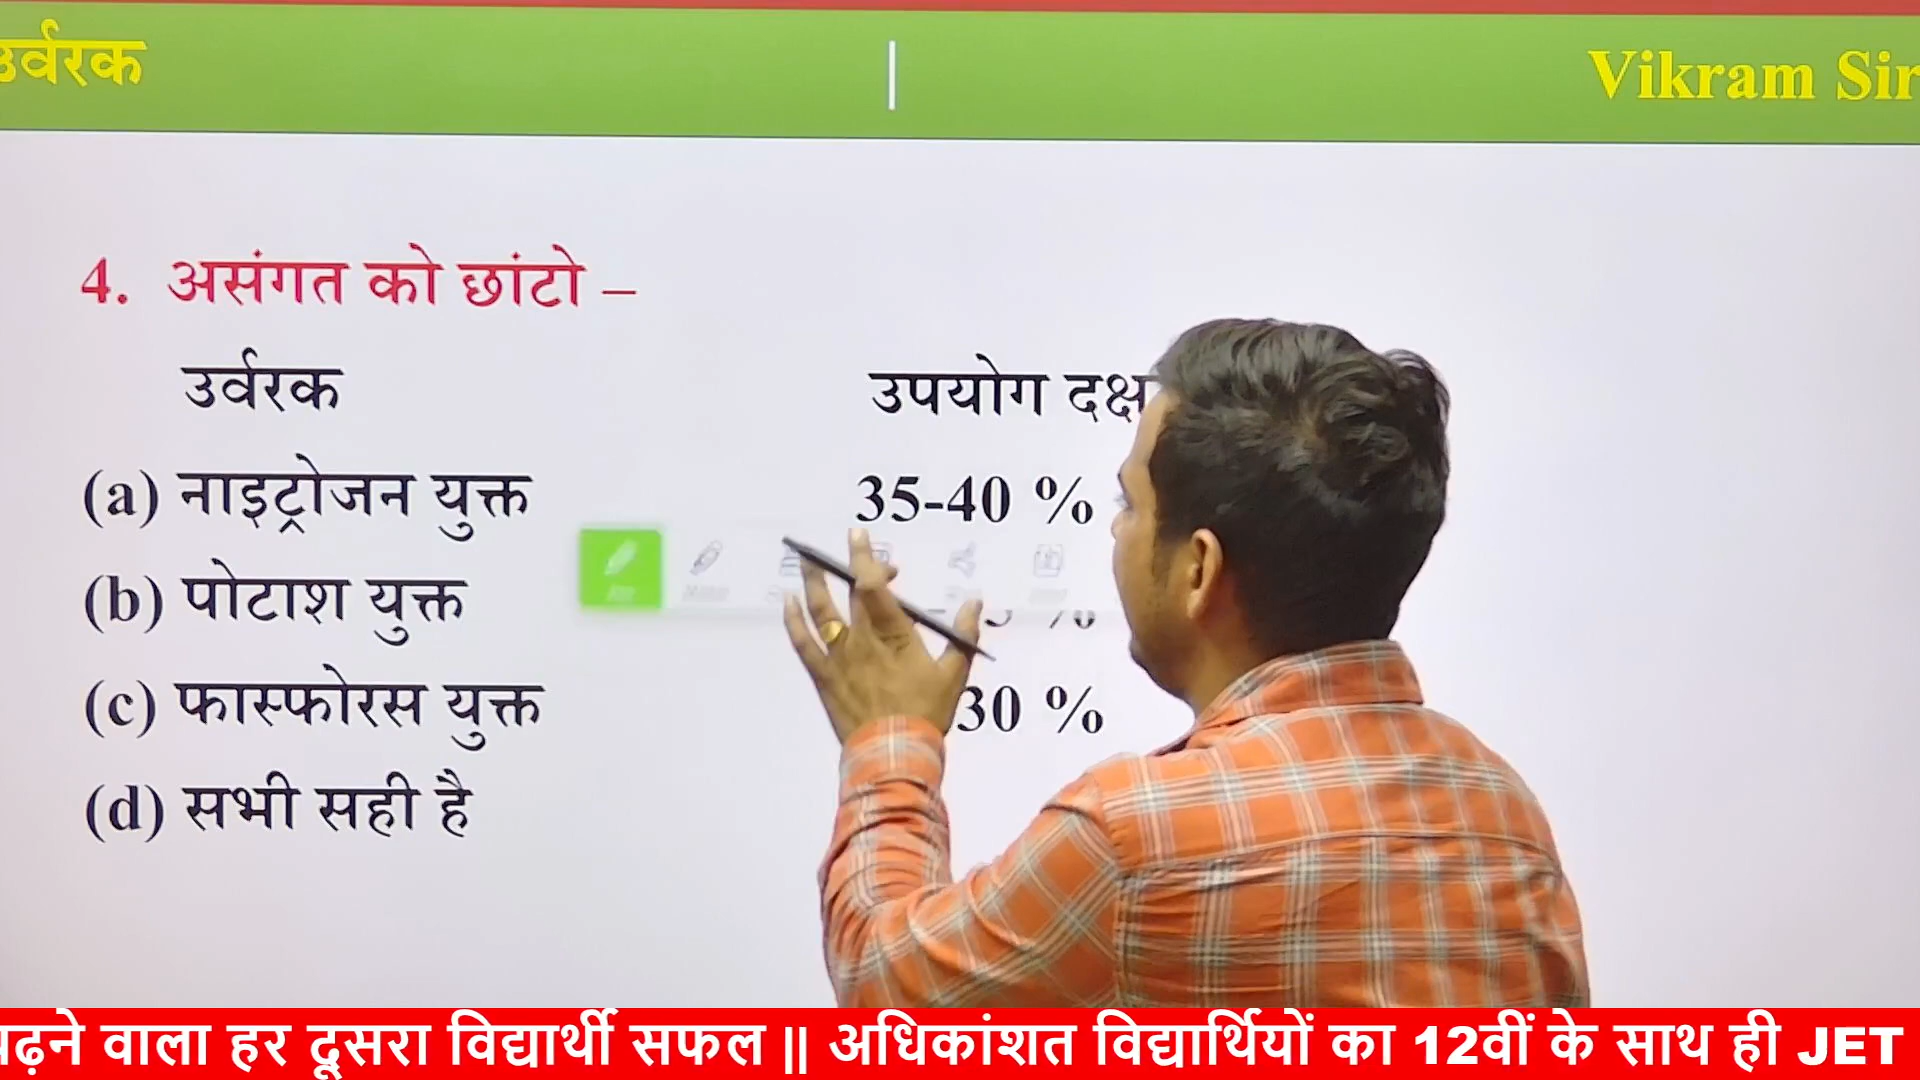 उर्वरक | Vikram Sir
4. असंगत को छांटो –
उर्वरक
(a) नाइट्रोजन युक्त 35-40 %
(b) पोटाश युक्त %
(c) फास्फोरस युक्त 30 %
(d) सभी सही है
उपयोग
वाला हर दूसरा विद्यार्थी सफल || अधिकांशत विद्यार्थियों का 12वीं के साथ ही JET